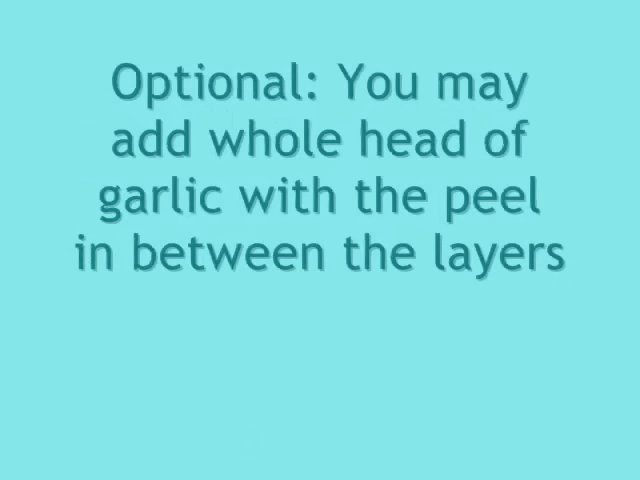 Optional: You may
add whole head of
garlic with the peel
in between the layers